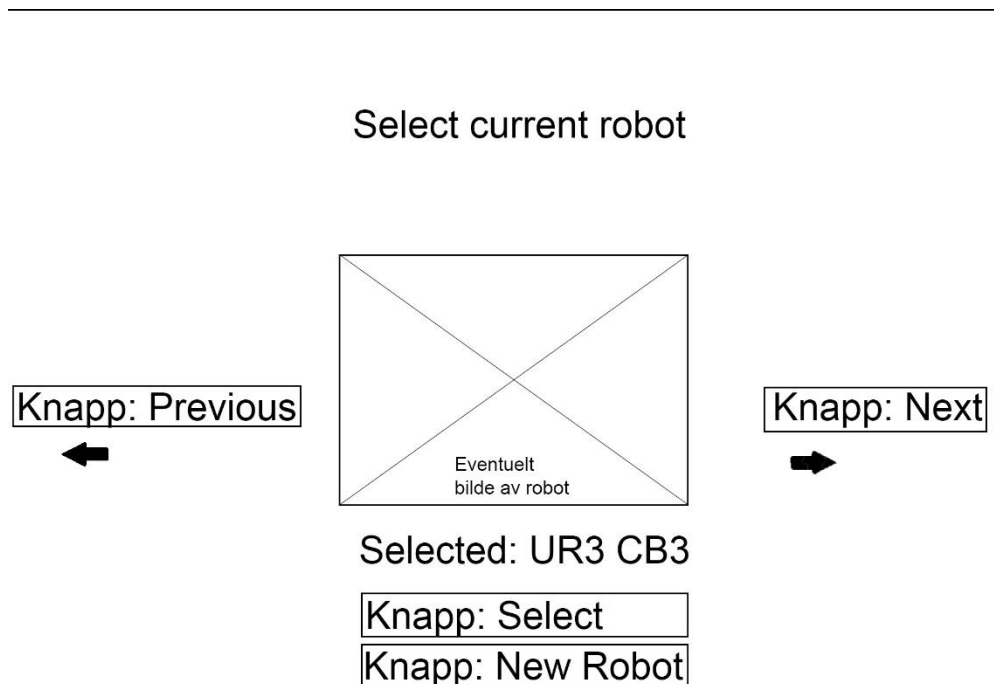 Select current robot
Knapp: Previous
Knapp: Next
Eventuelt
bilde av robot
Selected: UR3 CB3
Knapp: Select
Knapp: New Robot